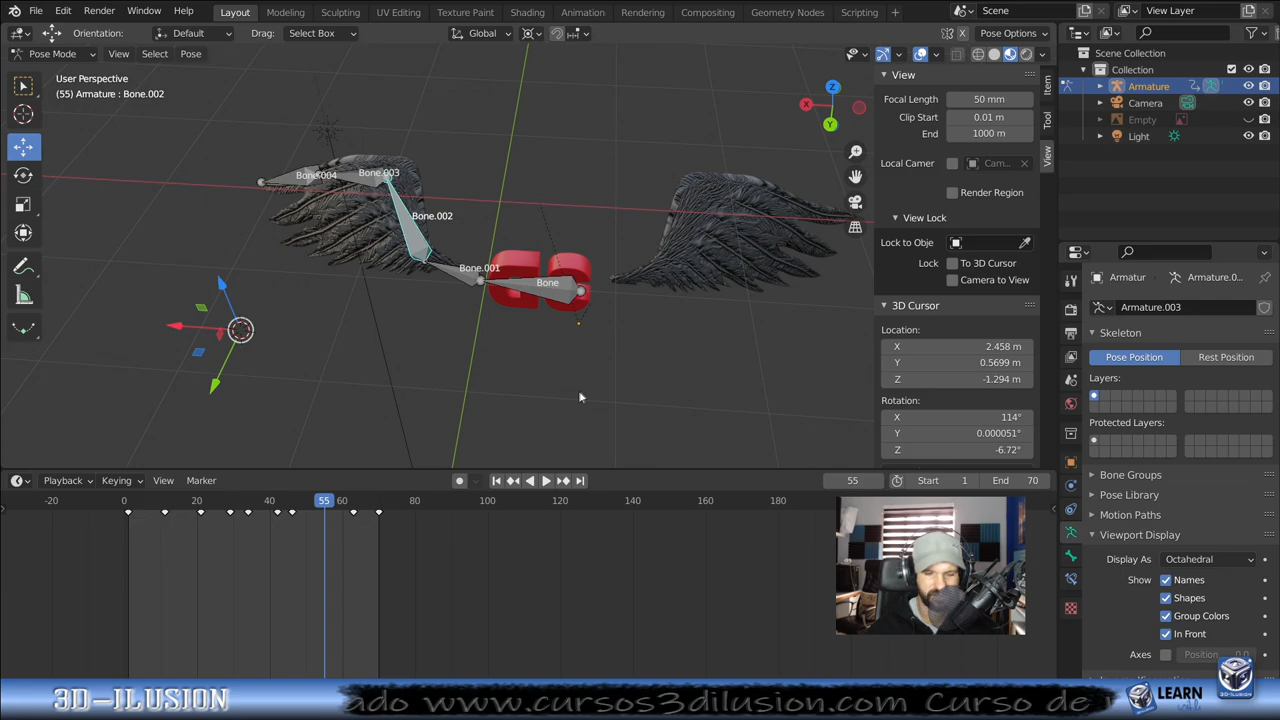 File Edit Render Window Help Layout Modeling Sculpting UV Editing Texture Paint Shading Animation Rendering Compositing Geometry Nodes Scripting + Scene View Layer
Orientation: Default Drag: Select Box Global X Pose Options
Pose Mode View Select Pose
User Perspective
(55) Armature : Bone.002
Bone.004
Bone.003
Bone.002
Bone.001
Bone
Z
X
Y
View
Focal Length 50 mm
Clip Start 0.01 m
End 1000 m
Local Camer Cam...
Render Region
View Lock
Lock to Obje
Lock To 3D Cursor
Camera to View
3D Cursor
Location:
X 2.458 m
Y 0.5699 m
Z -1.294 m
Rotation:
X 114°
Y 0.000051°
Z -6.72°
Item
Tool
View
Scene Collection
Collection
Armature
Camera
Empty
Light
Armatur Armature.0...
Armature.003
Skeleton
Pose Position Rest Position
Layers:
Protected Layers:
Bone Groups
Pose Library
Motion Paths
Viewport Display
Display As Octahedral
Show Names
Shapes
Group Colors
In Front
Axes Position 0.0
Playback Keying View Marker 55 Start 1 End 70
-20 0 20 40 55 60 80 100 120 140 160 180
3D-ILUSION ado www.cursos3dilusion.com Curso de LEARN